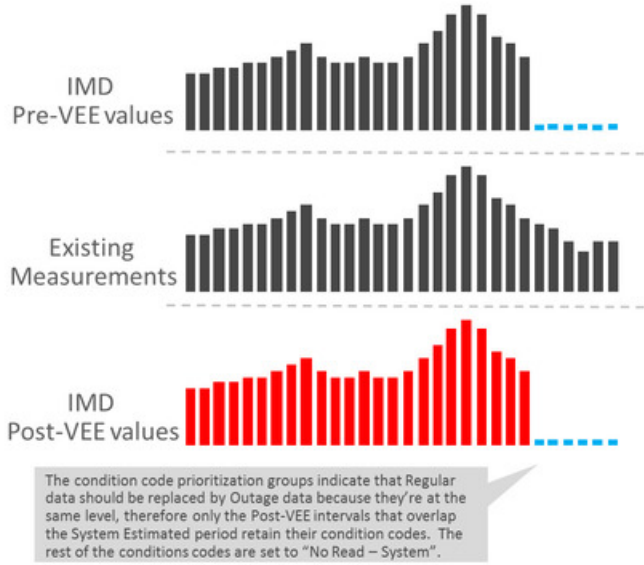 IMD
Pre-VEE values
Existing
Measurements
IMD
Post-VEE values
The condition code prioritization groups indicate that Regular
data should be replaced by Outage data because they're at the
same level, therefore only the Post-VEE intervals that overlap
the System Estimated period retain their condition codes.  The
rest of the conditions codes are set to “No Read – System”.